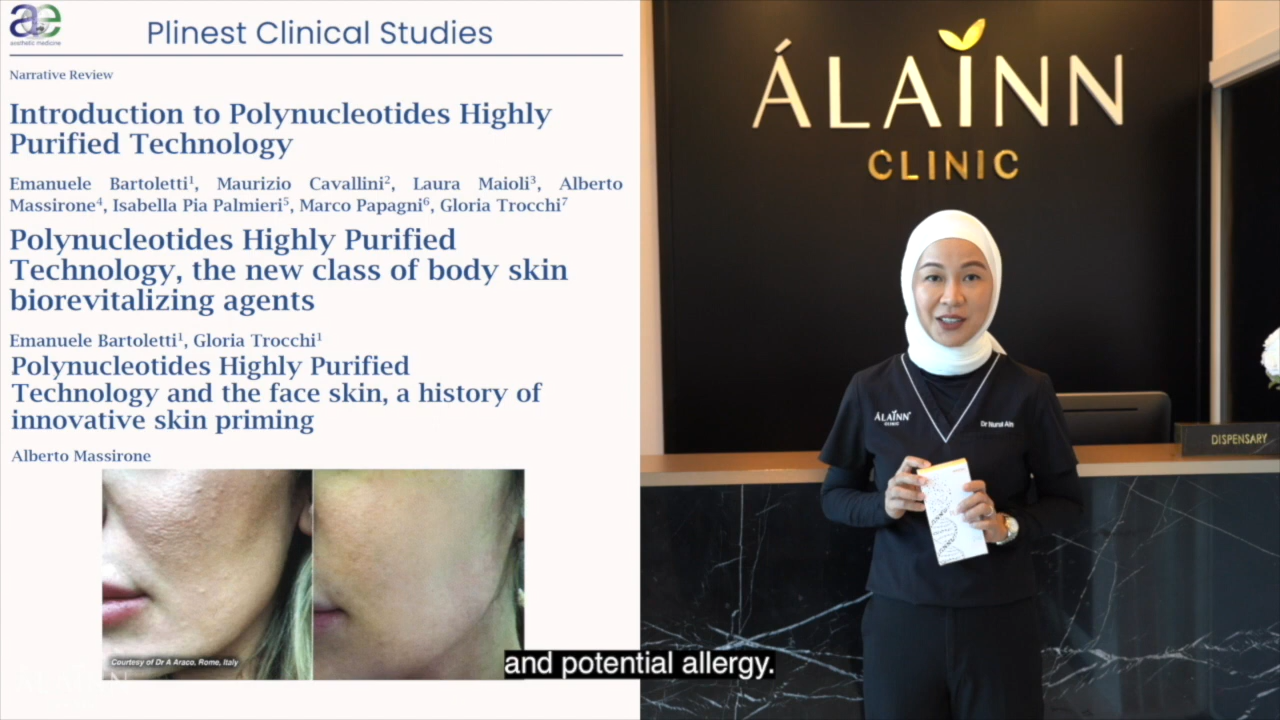 ae
aesthetic medicine
Plinest Clinical Studies
Narrative Review
Introduction to Polynucleotides Highly
Purified Technology
Emanuele Bartoletti¹, Maurizio Cavallini², Laura Maioli³, Alberto
Massirone⁴, Isabella Pia Palmieri⁵, Marco Papagni⁶, Gloria Trocchi⁷
Polynucleotides Highly Purified
Technology, the new class of body skin
biorevitalizing agents
Emanuele Bartoletti¹, Gloria Trocchi¹
Polynucleotides Highly Purified
Technology and the face skin, a history of
innovative skin priming
Alberto Massirone
Courtesy of Dr A Araco, Rome, Italy
ÁLAINN
CLINIC
ÁLAINN
CLINIC
Dr Nurul Ain
DISPENSARY
and potential allergy.